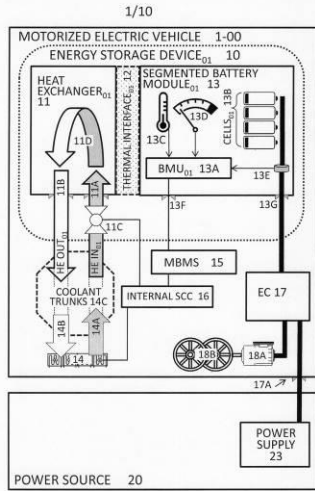 1/10
MOTORIZED ELECTRIC VEHICLE 1-00
ENERGY STORAGE DEVICE01 10
HEAT
EXCHANGER01
11
THERMAL INTERFACE01 12
SEGMENTED BATTERY
MODULE01 13
CELLS01 13B
13D
13C
11D
BMU01 13A
13E
11B
11A
13F
13G
11C
HE OUT01
HE IN01
MBMS 15
COOLANT
TRUNKS 14C
INTERNAL SCC 16
EC 17
14B
14A
14
18B
18A
17A
POWER
SUPPLY
23
POWER SOURCE 20